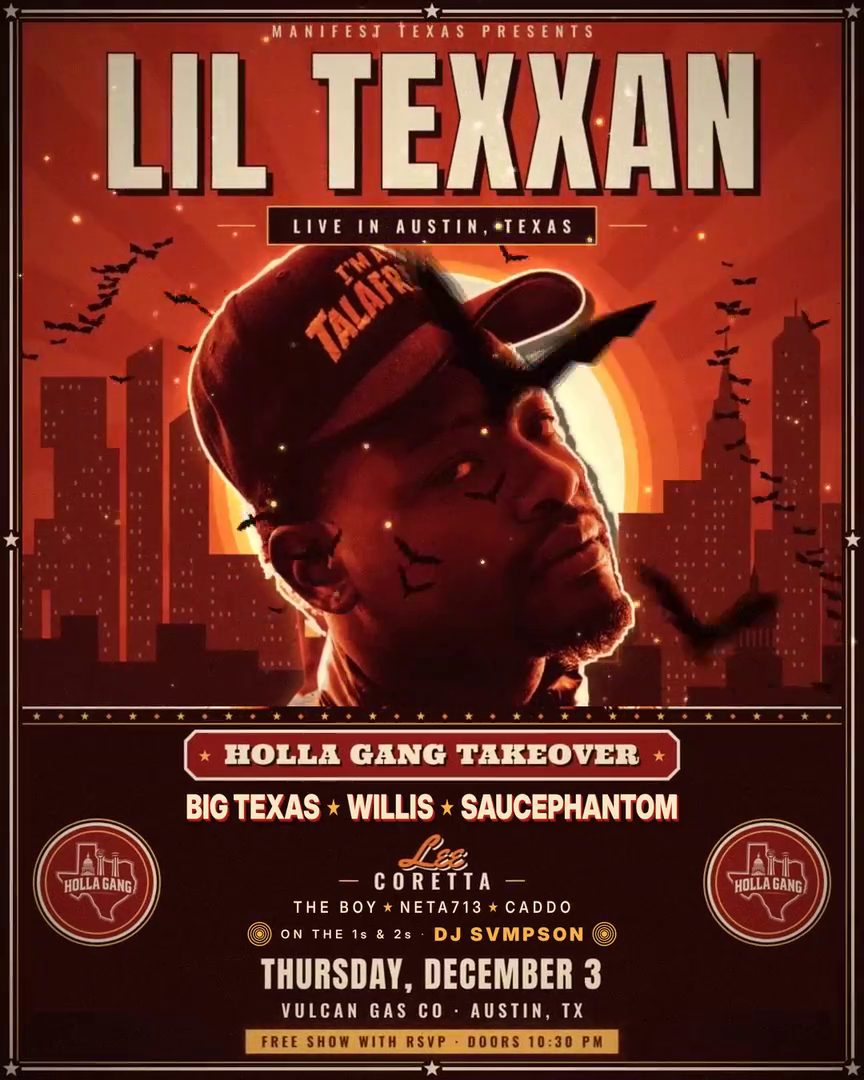 MANIFEST TEXAS PRESENTS
LIL TEXXAN
LIVE IN AUSTIN, TEXAS
I'M A
HOLLA GANG TAKEOVER
BIG TEXAS ★ WILLIS ★ SAUCEPHANTOM
Lee
CORETTA
THE BOY ★ NETA713 ★ CADDO
ON THE 1s & 2s · DJ SVMPSON
HOLLA GANG
HOLLA GANG
THURSDAY, DECEMBER 3
VULCAN GAS CO · AUSTIN, TX
FREE SHOW WITH RSVP · DOORS 10:30 PM